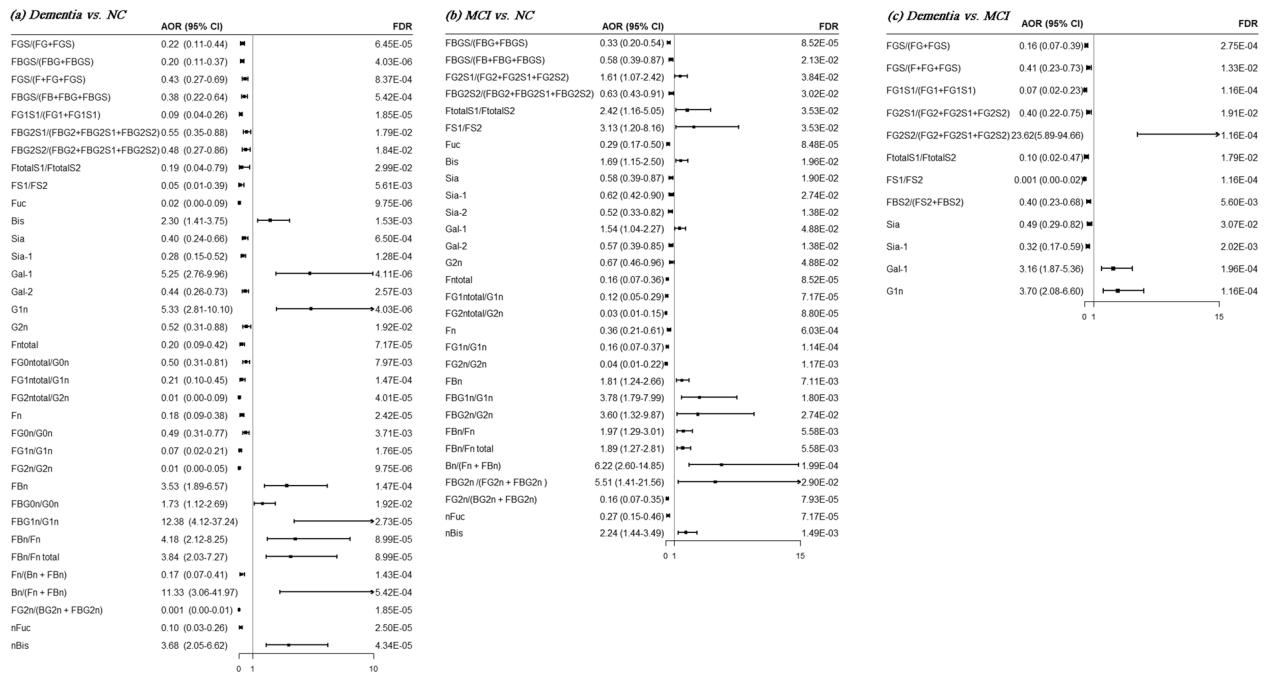 (a) Dementia vs. NC
AOR (95% CI) FDR
FGS/(FG+FGS) 0.22 (0.11-0.44) 6.45E-05
FBGS/(FBG+FBGS) 0.20 (0.11-0.37) 4.03E-06
FGS/(F+FG+FGS) 0.43 (0.27-0.69) 8.37E-04
FBGS/(FB+FBG+FBGS) 0.38 (0.22-0.64) 5.42E-04
FG1S1/(FG1+FG1S1) 0.09 (0.04-0.26) 1.85E-05
FBG2S1/(FBG2+FBG2S1+FBG2S2) 0.55 (0.35-0.88) 1.79E-02
FBG2S2/(FBG2+FBG2S1+FBG2S2) 0.48 (0.27-0.86) 1.84E-02
FtotalS1/FtotalS2 0.19 (0.04-0.79) 2.99E-02
FS1/FS2 0.05 (0.01-0.39) 5.61E-03
Fuc 0.02 (0.00-0.09) 9.75E-06
Bis 2.30 (1.41-3.75) 1.53E-03
Sia 0.40 (0.24-0.66) 6.50E-04
Sia-1 0.28 (0.15-0.52) 1.28E-04
Gal-1 5.25 (2.76-9.96) 4.11E-06
Gal-2 0.44 (0.26-0.73) 2.57E-03
G1n 5.33 (2.81-10.10) 4.03E-06
G2n 0.52 (0.31-0.88) 1.92E-02
Fntotal 0.20 (0.09-0.42) 7.17E-05
FG0ntotal/G0n 0.50 (0.31-0.81) 7.97E-03
FG1ntotal/G1n 0.21 (0.10-0.45) 1.47E-04
FG2ntotal/G2n 0.01 (0.00-0.09) 4.01E-05
Fn 0.18 (0.09-0.38) 2.42E-05
FG0n/G0n 0.49 (0.31-0.77) 3.71E-03
FG1n/G1n 0.07 (0.02-0.21) 1.76E-05
FG2n/G2n 0.01 (0.00-0.05) 9.75E-06
FBn 3.53 (1.89-6.57) 1.47E-04
FBG0n/G0n 1.73 (1.12-2.69) 1.92E-02
FBG1n/G1n 12.38 (4.12-37.24) 2.73E-05
FBn/Fn 4.18 (2.12-8.25) 8.99E-05
FBn/Fn total 3.84 (2.03-7.27) 8.99E-05
Fn/(Bn + FBn) 0.17 (0.07-0.41) 1.43E-04
Bn/(Fn + FBn) 11.33 (3.06-41.97) 5.42E-04
FG2n/(BG2n + FBG2n) 0.001 (0.00-0.01) 1.85E-05
nFuc 0.10 (0.03-0.26) 2.50E-05
nBis 3.68 (2.05-6.62) 4.34E-05
0 1 10
(b) MCI vs. NC
AOR (95% CI) FDR
FBGS/(FBG+FBGS) 0.33 (0.20-0.54) 8.52E-05
FBGS/(FB+FBG+FBGS) 0.58 (0.39-0.87) 2.13E-02
FG2S1/(FG2+FG2S1+FG2S2) 1.61 (1.07-2.42) 3.84E-02
FBG2S2/(FBG2+FBG2S1+FBG2S2) 0.63 (0.43-0.91) 3.02E-02
FtotalS1/FtotalS2 2.42 (1.16-5.05) 3.53E-02
FS1/FS2 3.13 (1.20-8.16) 3.53E-02
Fuc 0.29 (0.17-0.50) 8.48E-05
Bis 1.69 (1.15-2.50) 1.96E-02
Sia 0.58 (0.39-0.87) 1.90E-02
Sia-1 0.62 (0.42-0.90) 2.74E-02
Sia-2 0.52 (0.33-0.82) 1.38E-02
Gal-1 1.54 (1.04-2.27) 4.88E-02
Gal-2 0.57 (0.39-0.85) 1.38E-02
G2n 0.67 (0.46-0.96) 4.88E-02
Fntotal 0.16 (0.07-0.36) 8.52E-05
FG1ntotal/G1n 0.12 (0.05-0.29) 7.17E-05
FG2ntotal/G2n 0.03 (0.01-0.15) 8.80E-05
Fn 0.36 (0.21-0.61) 6.03E-04
FG1n/G1n 0.16 (0.07-0.37) 1.14E-04
FG2n/G2n 0.04 (0.01-0.22) 1.17E-03
FBn 1.81 (1.24-2.66) 7.11E-03
FBG1n/G1n 3.78 (1.79-7.99) 1.80E-03
FBG2n/G2n 3.60 (1.32-9.87) 2.74E-02
FBn/Fn 1.97 (1.29-3.01) 5.58E-03
FBn/Fn total 1.89 (1.27-2.81) 5.58E-03
Bn/(Fn + FBn) 6.22 (2.60-14.85) 1.99E-04
FBG2n /(FG2n + FBG2n ) 5.51 (1.41-21.56) 2.90E-02
FG2n/(BG2n + FBG2n) 0.16 (0.07-0.35) 7.93E-05
nFuc 0.27 (0.15-0.46) 7.17E-05
nBis 2.24 (1.44-3.49) 1.49E-03
0 1 15
(c) Dementia vs. MCI
AOR (95% CI) FDR
FGS/(FG+FGS) 0.16 (0.07-0.39) 2.75E-04
FGS/(F+FG+FGS) 0.41 (0.23-0.73) 1.33E-02
FG1S1/(FG1+FG1S1) 0.07 (0.02-0.23) 1.16E-04
FG2S1/(FG2+FG2S1+FG2S2) 0.40 (0.22-0.75) 1.91E-02
FG2S2/(FG2+FG2S1+FG2S2) 23.62(5.89-94.66) 1.16E-04
FtotalS1/FtotalS2 0.10 (0.02-0.47) 1.79E-02
FS1/FS2 0.001 (0.00-0.02) 1.16E-04
FBS2/(FS2+FBS2) 0.40 (0.23-0.68) 5.60E-03
Sia 0.49 (0.29-0.82) 3.07E-02
Sia-1 0.32 (0.17-0.59) 2.02E-03
Gal-1 3.16 (1.87-5.36) 1.96E-04
G1n 3.70 (2.08-6.60) 1.16E-04
0 1 15